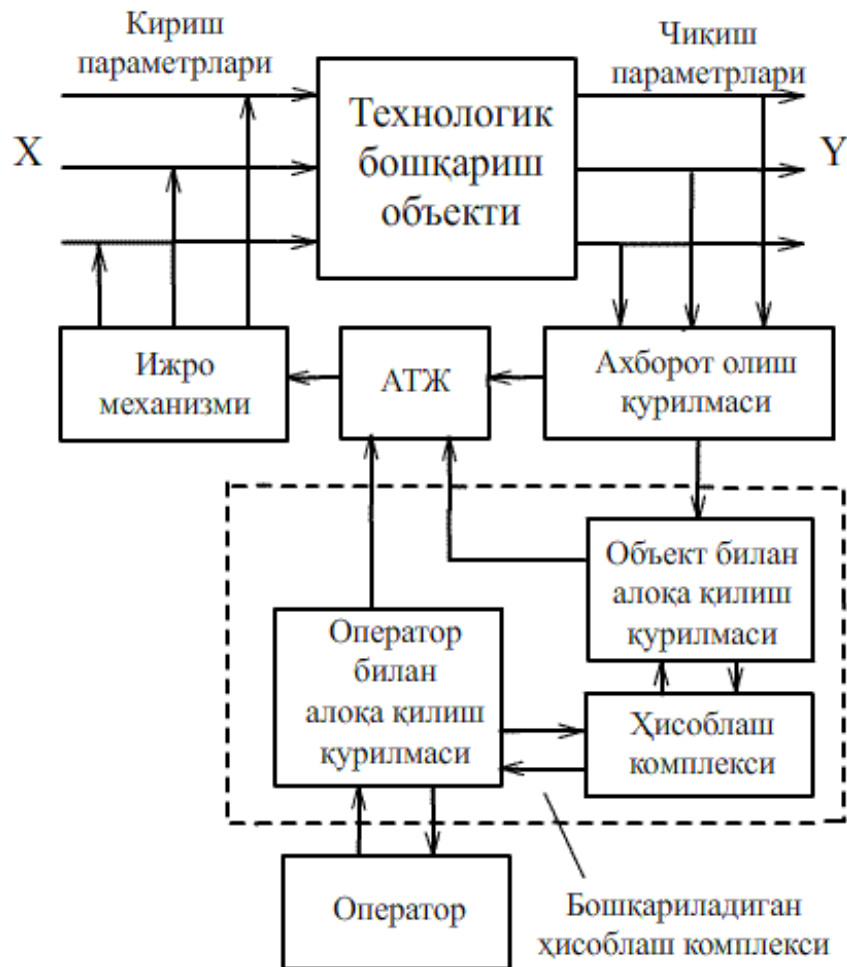 Кириш
параметрлари
Чиқиш
параметрлари
X
Технологик
бошқариш
объекти
Y
Ижро
механизми
АТЖ
Ахборот олиш
қурилмаси
Объект билан
алоқа қилиш
қурилмаси
Оператор
билан
алоқа қилиш
қурилмаси
Ҳисоблаш
комплекси
Оператор
Бошқариладиган
ҳисоблаш комплекси